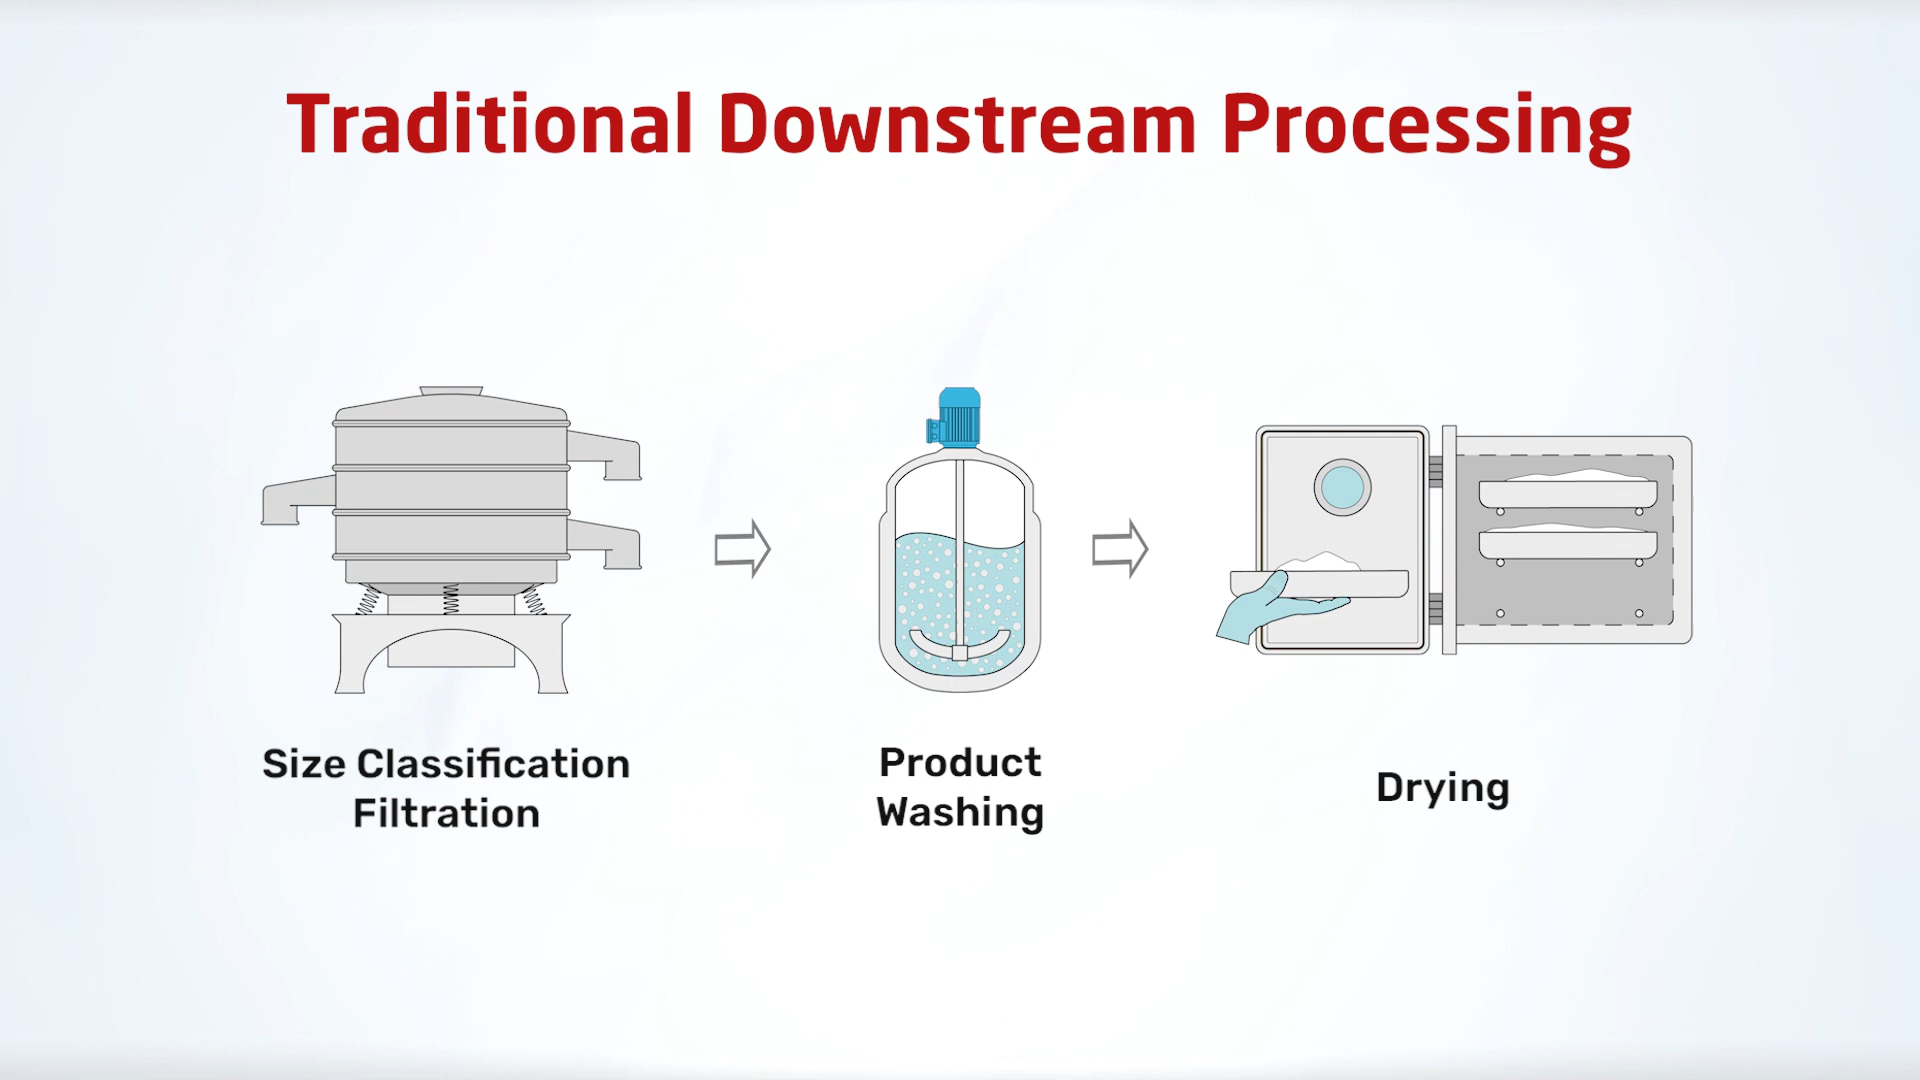 Traditional Downstream Processing
Size Classification
Filtration
Product
Washing
Drying